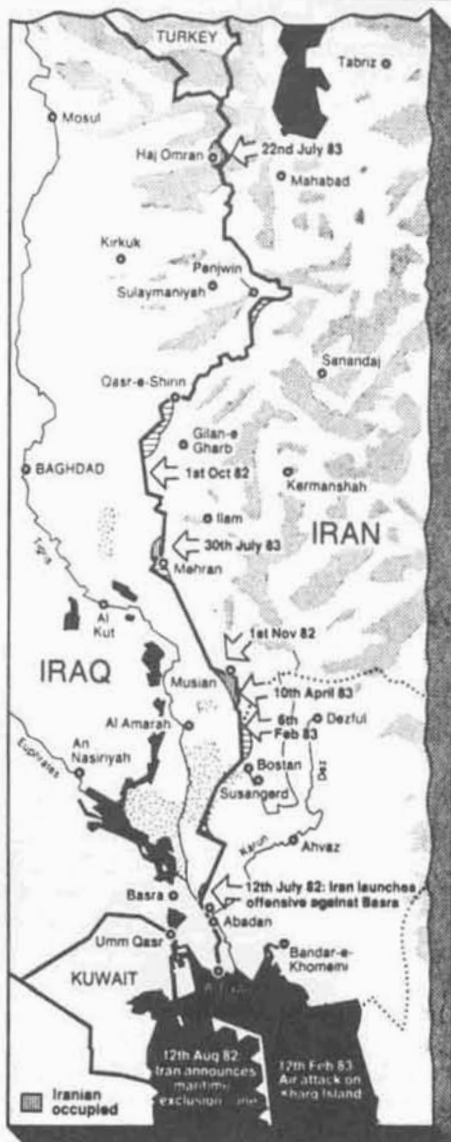 TURKEY
Tabriz
Mosul
Haj Omran
22nd July 83
Mahabad
Kirkuk
Penjwin
Sulaymaniyah
Sanandaj
Qasr-e-Shirin
Gilan-e
Gharb
BAGHDAD
1st Oct 82
Kermanshah
Ilam
IRAN
30th July 83
Mehran
Tigris
Al
Kut
1st Nov 82
IRAQ
Musian
10th April 83
Al Amarah
6th
Feb 83
Dezful
An
Nasiriyah
Euphrates
Bostan
Dez
Susangerd
Karun
Ahvaz
12th July 82: Iran launches
offensive against Basra
Basra
Abadan
Umm Qasr
Bandar-e-
Khomeini
KUWAIT
12th Aug 82:
Iran announces
maritime
exclusion zone
12th Feb 83
Air attack on
Kharg Island
Iranian
occupied